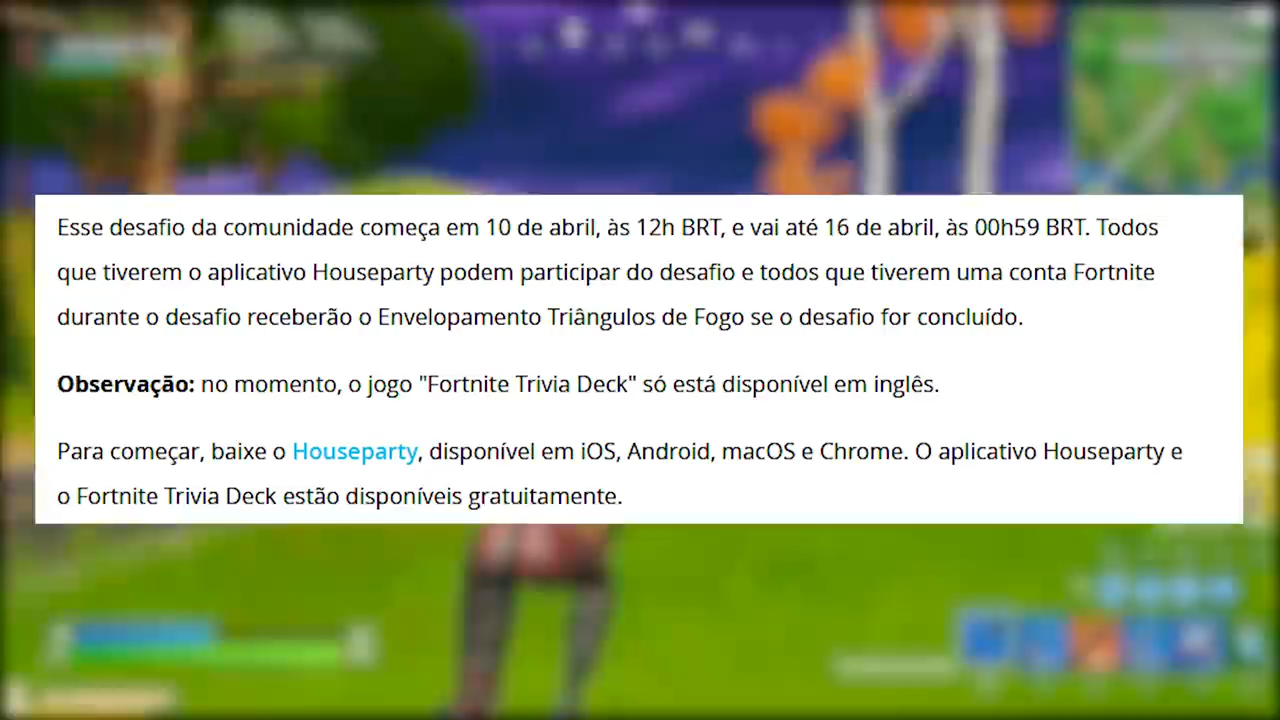 Esse desafio da comunidade começa em 10 de abril, às 12h BRT, e vai até 16 de abril, às 00h59 BRT. Todos
que tiverem o aplicativo Houseparty podem participar do desafio e todos que tiverem uma conta Fortnite
durante o desafio receberão o Envelopamento Triângulos de Fogo se o desafio for concluído.
Observação: no momento, o jogo "Fortnite Trivia Deck" só está disponível em inglês.
Para começar, baixe o Houseparty, disponível em iOS, Android, macOS e Chrome. O aplicativo Houseparty e
o Fortnite Trivia Deck estão disponíveis gratuitamente.